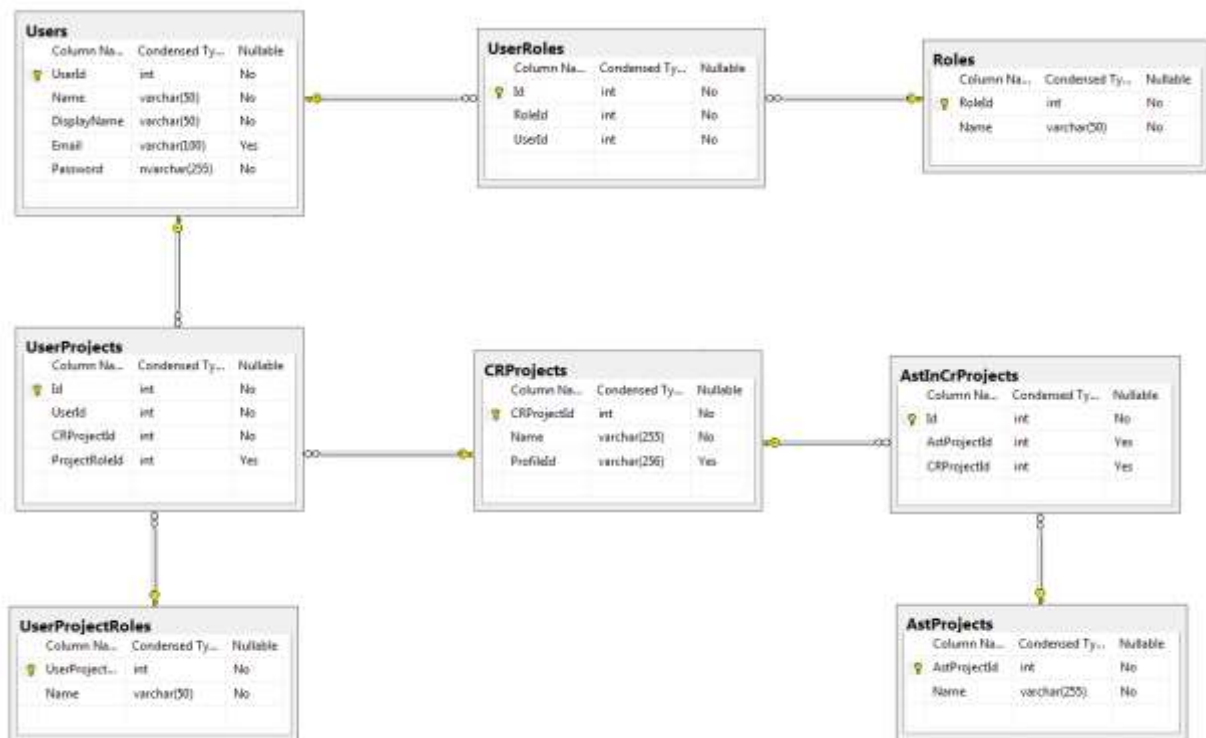 Users
Column Na... Condensed Ty... Nullable
UserId int No
Name varchar(50) No
DisplayName varchar(50) No
Email varchar(100) Yes
Password nvarchar(255) No
UserRoles
Column Na... Condensed Ty... Nullable
Id int No
RoleId int No
UserId int No
Roles
Column Na... Condensed Ty... Nullable
RoleId int No
Name varchar(50) No
UserProjects
Column Na... Condensed Ty... Nullable
Id int No
UserId int No
CRProjectId int No
ProjectRoleId int Yes
CRProjects
Column Na... Condensed Ty... Nullable
CRProjectId int No
Name varchar(255) No
ProfileId varchar(256) Yes
AstInCrProjects
Column Na... Condensed Ty... Nullable
Id int No
AstProjectId int Yes
CRProjectId int Yes
UserProjectRoles
Column Na... Condensed Ty... Nullable
UserProject... int No
Name varchar(50) No
AstProjects
Column Na... Condensed Ty... Nullable
AstProjectId int No
Name varchar(255) No